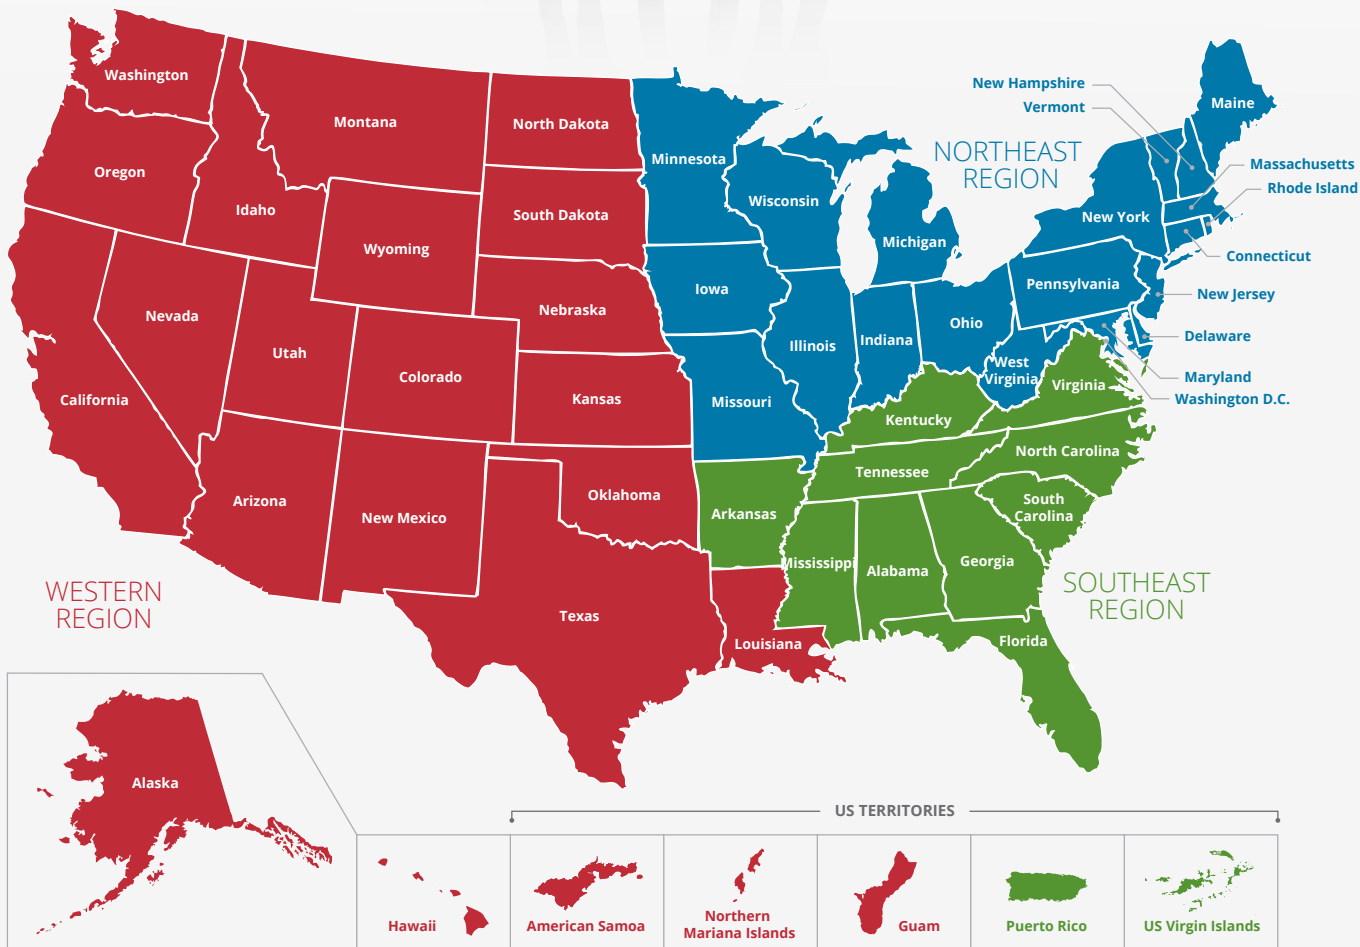 Washington
Montana
North Dakota
Minnesota
New Hampshire
Vermont
Maine
NORTHEAST
REGION
Massachusetts
Rhode Island
Oregon
Idaho
Wyoming
South Dakota
Wisconsin
Michigan
New York
Connecticut
Nevada
Utah
Colorado
Nebraska
Iowa
Illinois
Indiana
Ohio
Pennsylvania
New Jersey
Delaware
Maryland
Washington D.C.
California
Kansas
Missouri
West
Virginia
Virginia
Kentucky
Arizona
New Mexico
Oklahoma
Arkansas
Tennessee
North Carolina
South
Carolina
Mississippi
Alabama
Georgia
SOUTHEAST
REGION
WESTERN
REGION
Texas
Louisiana
Florida
Alaska
US TERRITORIES
Hawaii
American Samoa
Northern
Mariana Islands
Guam
Puerto Rico
US Virgin Islands